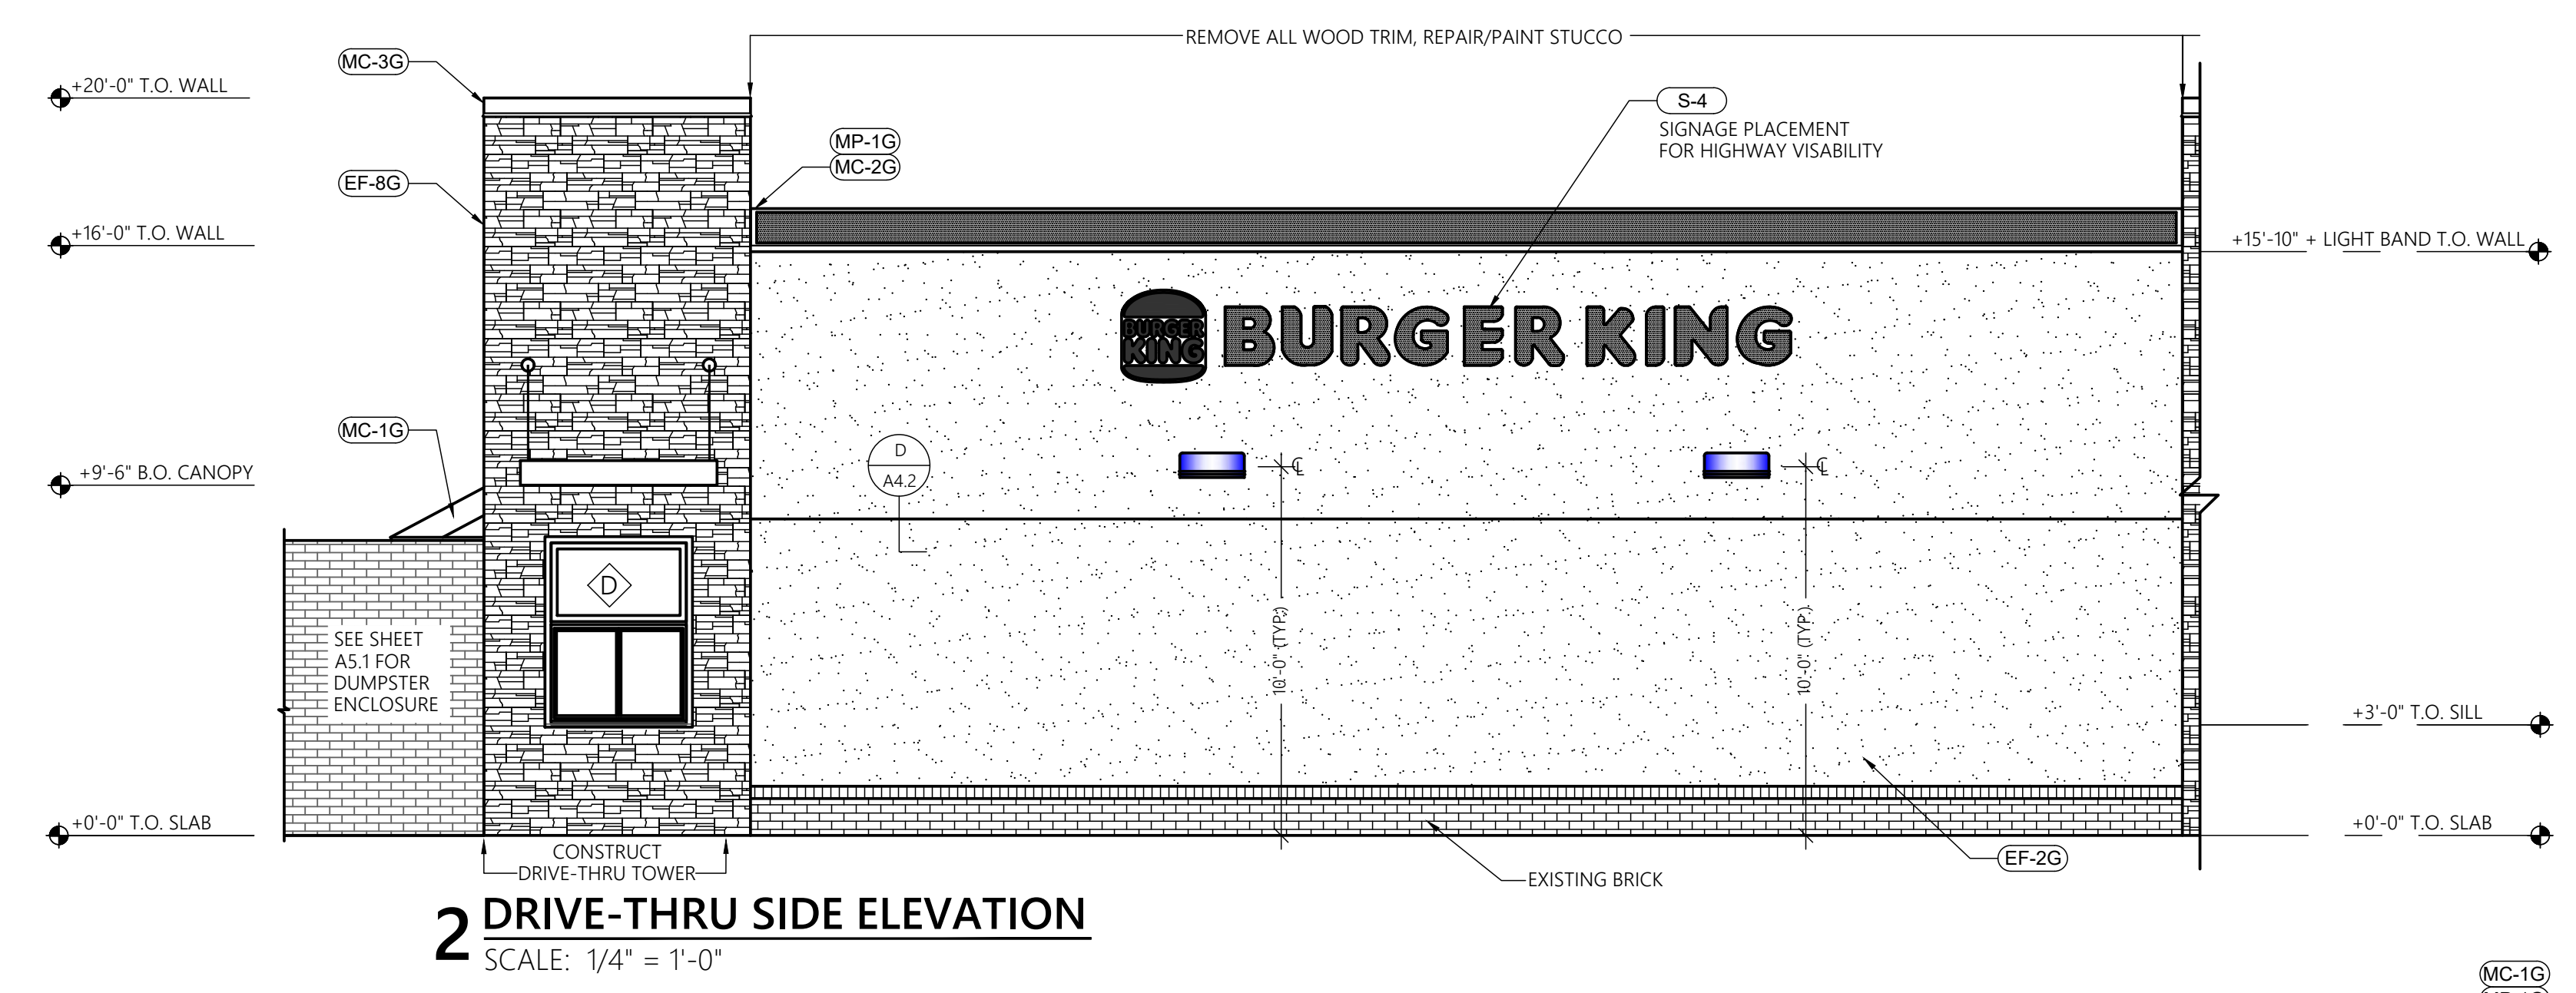 REMOVE ALL WOOD TRIM, REPAIR/PAINT STUCCO
MC-3G
+20'-0" T.O. WALL
S-4
SIGNAGE PLACEMENT
FOR HIGHWAY VISABILITY
MP-1G
MC-2G
EF-8G
+16'-0" T.O. WALL
+15'-10" + LIGHT BAND T.O. WALL
BURGER
KING
BURGER KING
MC-1G
D
A4.2
℄
℄
+9'-6" B.O. CANOPY
D
10'-0" (TYP.)
10'-0" (TYP.)
SEE SHEET
A5.1 FOR
DUMPSTER
ENCLOSURE
+3'-0" T.O. SILL
+0'-0" T.O. SLAB
+0'-0" T.O. SLAB
CONSTRUCT
DRIVE-THRU TOWER
EXISTING BRICK
EF-2G
2 DRIVE-THRU SIDE ELEVATION
SCALE: 1/4" = 1'-0"
MC-1G